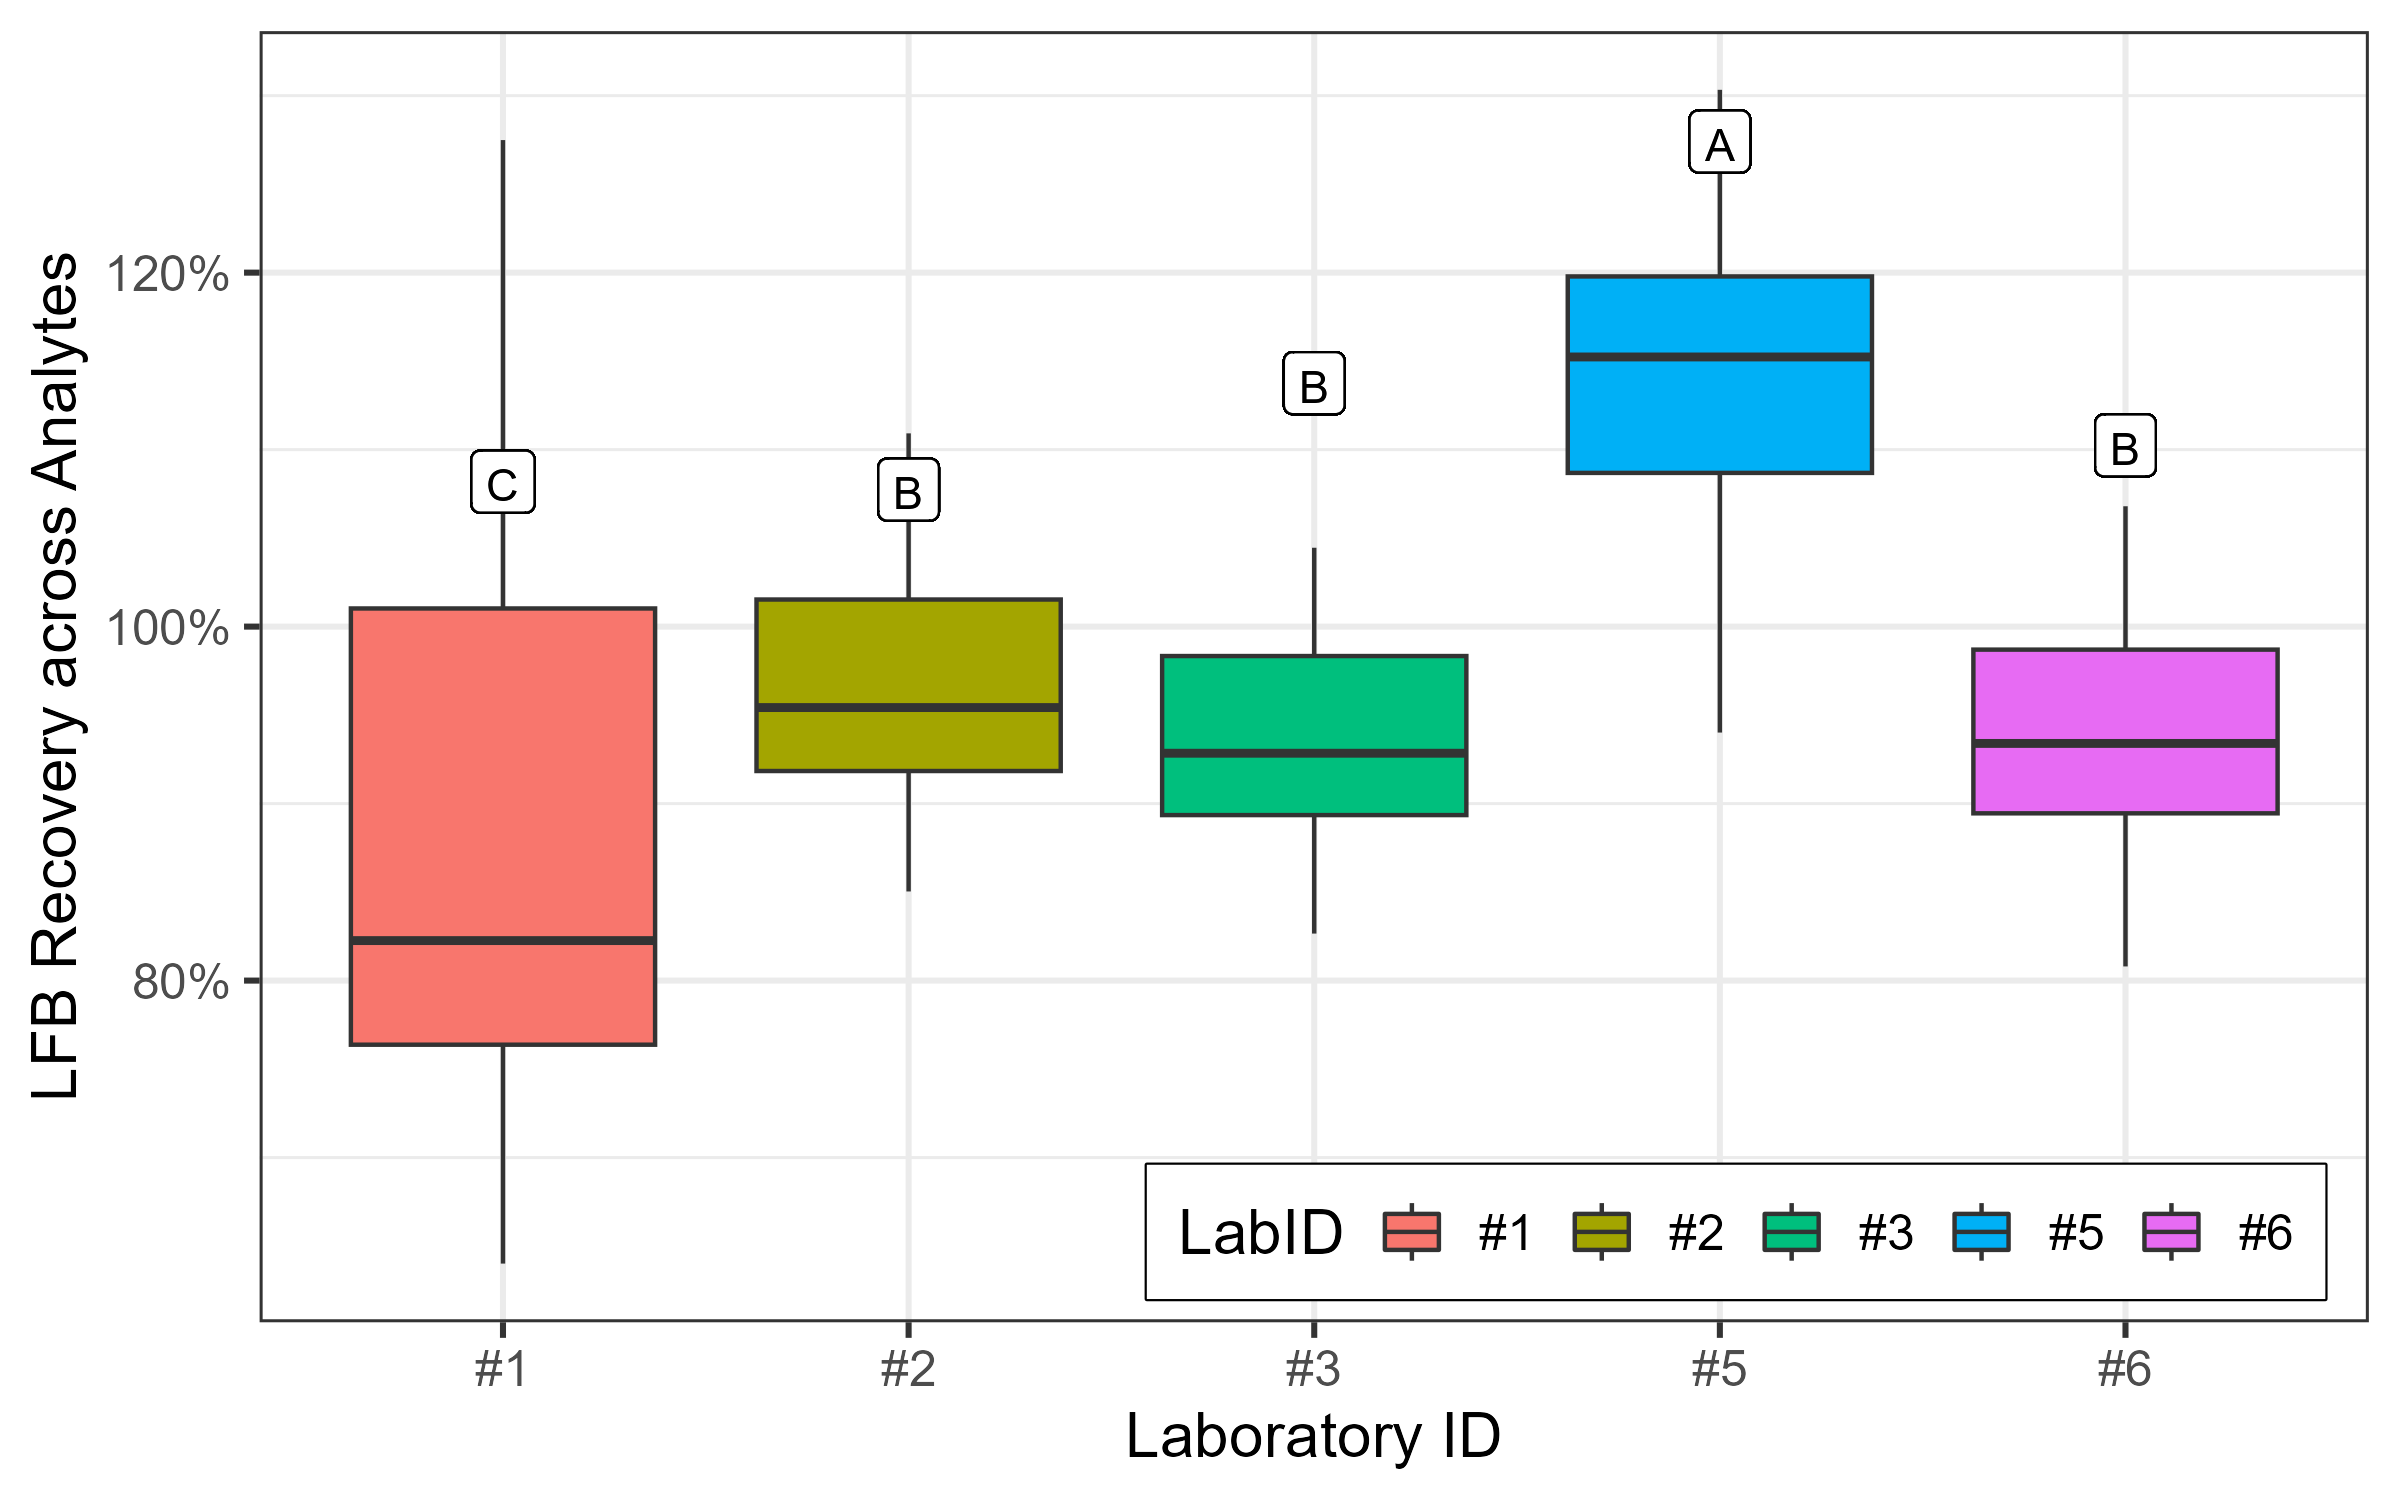 LFB Recovery across Analytes
120%
100%
80%
C
B
B
A
B
LabID #1 #2 #3 #5 #6
#1 #2 #3 #5 #6
Laboratory ID